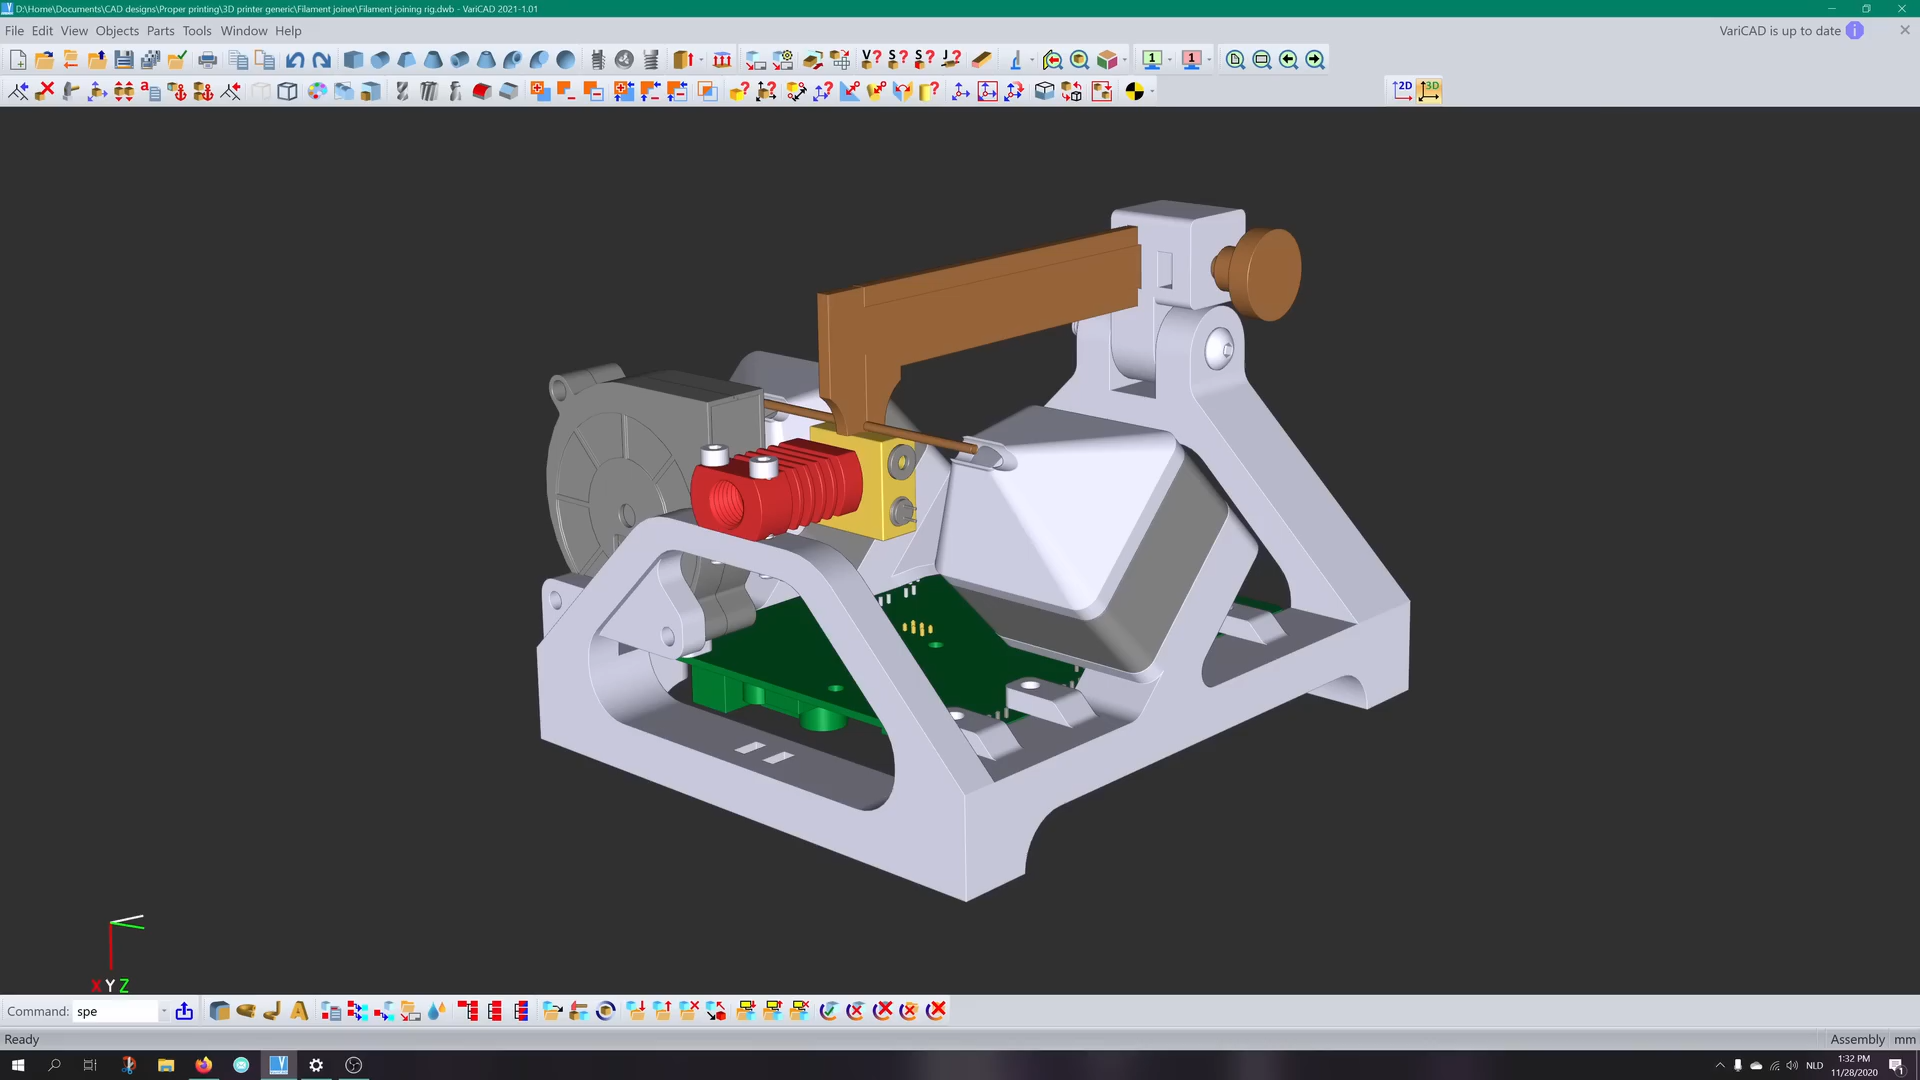 D:\Home\Documents\CAD designs\Proper printing\3D printer generic\Filament joiner\Filament joining rig.dwb - VariCAD 2021-1.01
File Edit View Objects Parts Tools Window Help
VariCAD is up to date
V? S? S? J? 1 1
2D 3D
X Y Z
Command: spe
Ready
Assembly mm
NLD
1:32 PM
11/28/2020